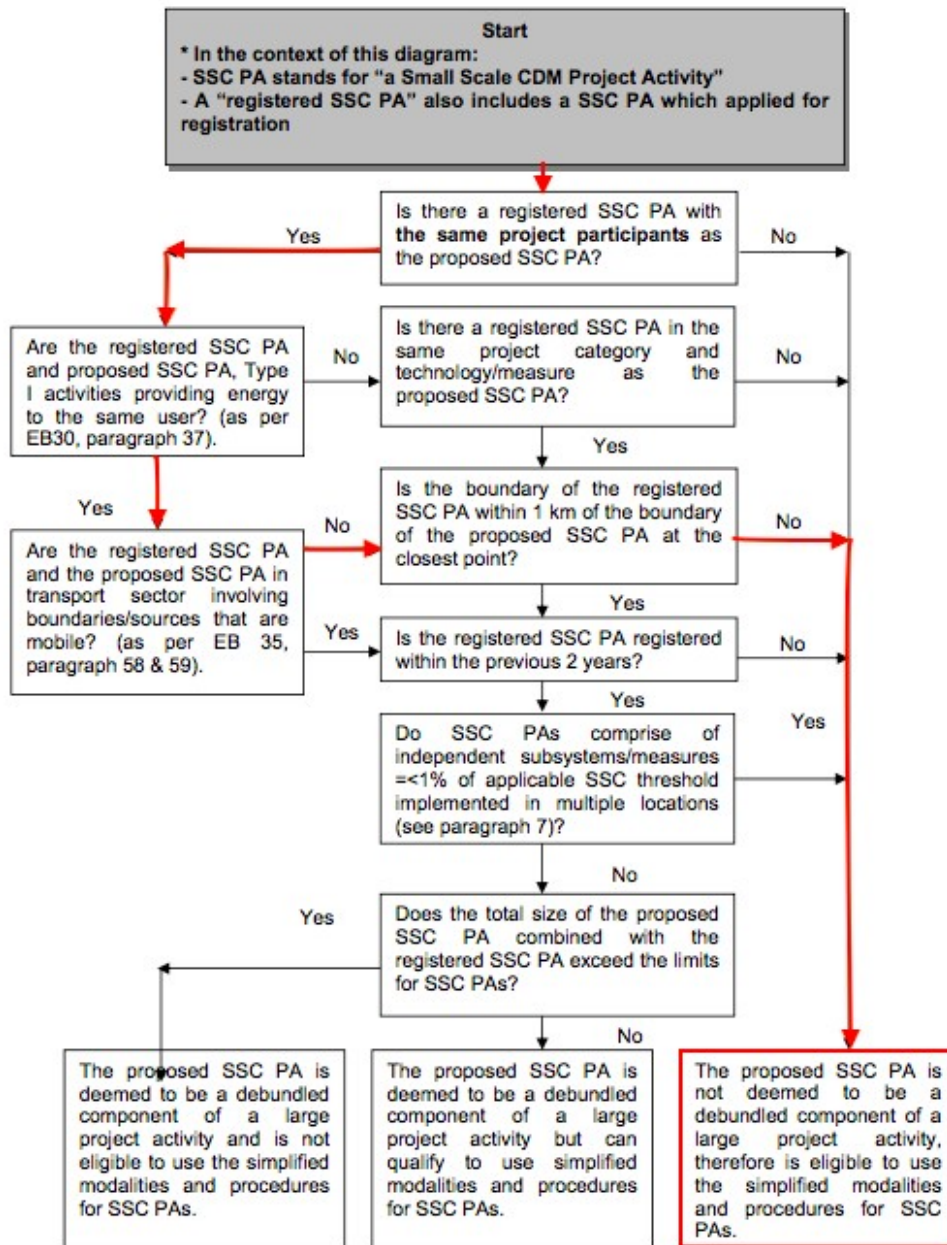 Start
* In the context of this diagram:
- SSC PA stands for “a Small Scale CDM Project Activity”
- A “registered SSC PA” also includes a SSC PA which applied for
registration
Is there a registered SSC PA with
the same project participants as
the proposed SSC PA?
Yes
No
Are the registered SSC PA
and proposed SSC PA, Type
I activities providing energy
to the same user? (as per
EB30, paragraph 37).
No
Is there a registered SSC PA in the
same project category and
technology/measure as the
proposed SSC PA?
No
Yes
Yes
Are the registered SSC PA
and the proposed SSC PA in
transport sector involving
boundaries/sources that are
mobile? (as per EB 35,
paragraph 58 & 59).
No
Is the boundary of the registered
SSC PA within 1 km of the boundary
of the proposed SSC PA at the
closest point?
No
Yes
Yes
Is the registered SSC PA registered
within the previous 2 years?
No
Yes
Do SSC PAs comprise of
independent subsystems/measures
=<1% of applicable SSC threshold
implemented in multiple locations
(see paragraph 7)?
Yes
No
Does the total size of the proposed
SSC PA combined with the
registered SSC PA exceed the limits
for SSC PAs?
Yes
No
The proposed SSC PA is
deemed to be a debundled
component of a large
project activity and is not
eligible to use the simplified
modalities and procedures
for SSC PAs.
The proposed SSC PA is
deemed to be a debundled
component of a large
project activity but can
qualify to use simplified
modalities and procedures
for SSC PAs.
The proposed SSC PA is
not deemed to be a
debundled component of a
large project activity,
therefore is eligible to use
the simplified modalities
and procedures for SSC
PAs.